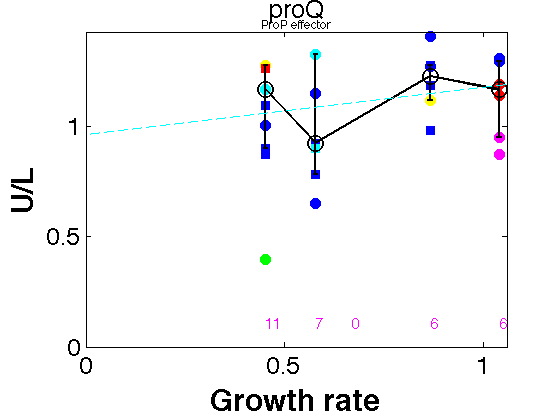 proQ
ProP effector
U/L
1
0.5
0
11 7 0 6 6
0 0.5 1
Growth rate